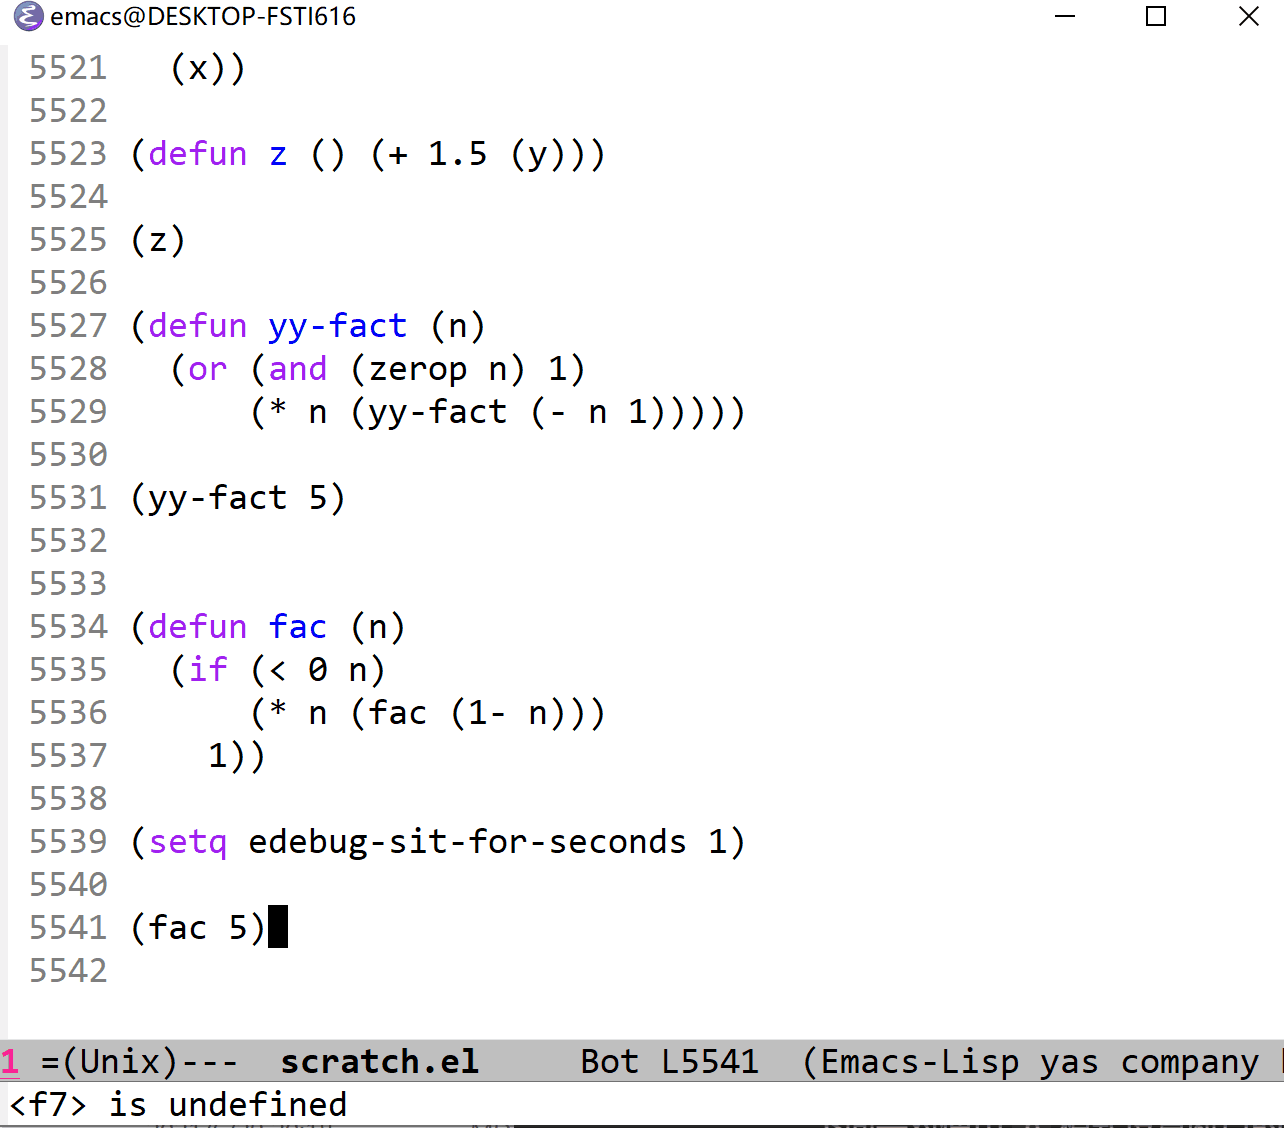 emacs@DESKTOP-FSTI616
5521 (x))
5522
5523 (defun z () (+ 1.5 (y)))
5524
5525 (z)
5526
5527 (defun yy-fact (n)
5528 (or (and (zerop n) 1)
5529 (* n (yy-fact (- n 1)))))
5530
5531 (yy-fact 5)
5532
5533
5534 (defun fac (n)
5535 (if (< 0 n)
5536 (* n (fac (1- n)))
5537 1))
5538
5539 (setq edebug-sit-for-seconds 1)
5540
5541 (fac 5)
5542
1 =(Unix)--- scratch.el Bot L5541 (Emacs-Lisp yas company
<f7> is undefined